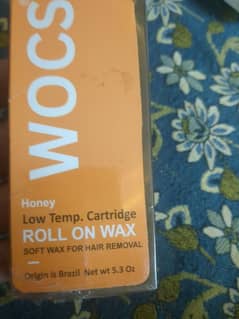 WOCS
Honey
Low Temp. Cartridge
ROLL ON WAX
SOFT WAX FOR HAIR REMOVAL
Origin is Brazil Net wt 5.3 Oz